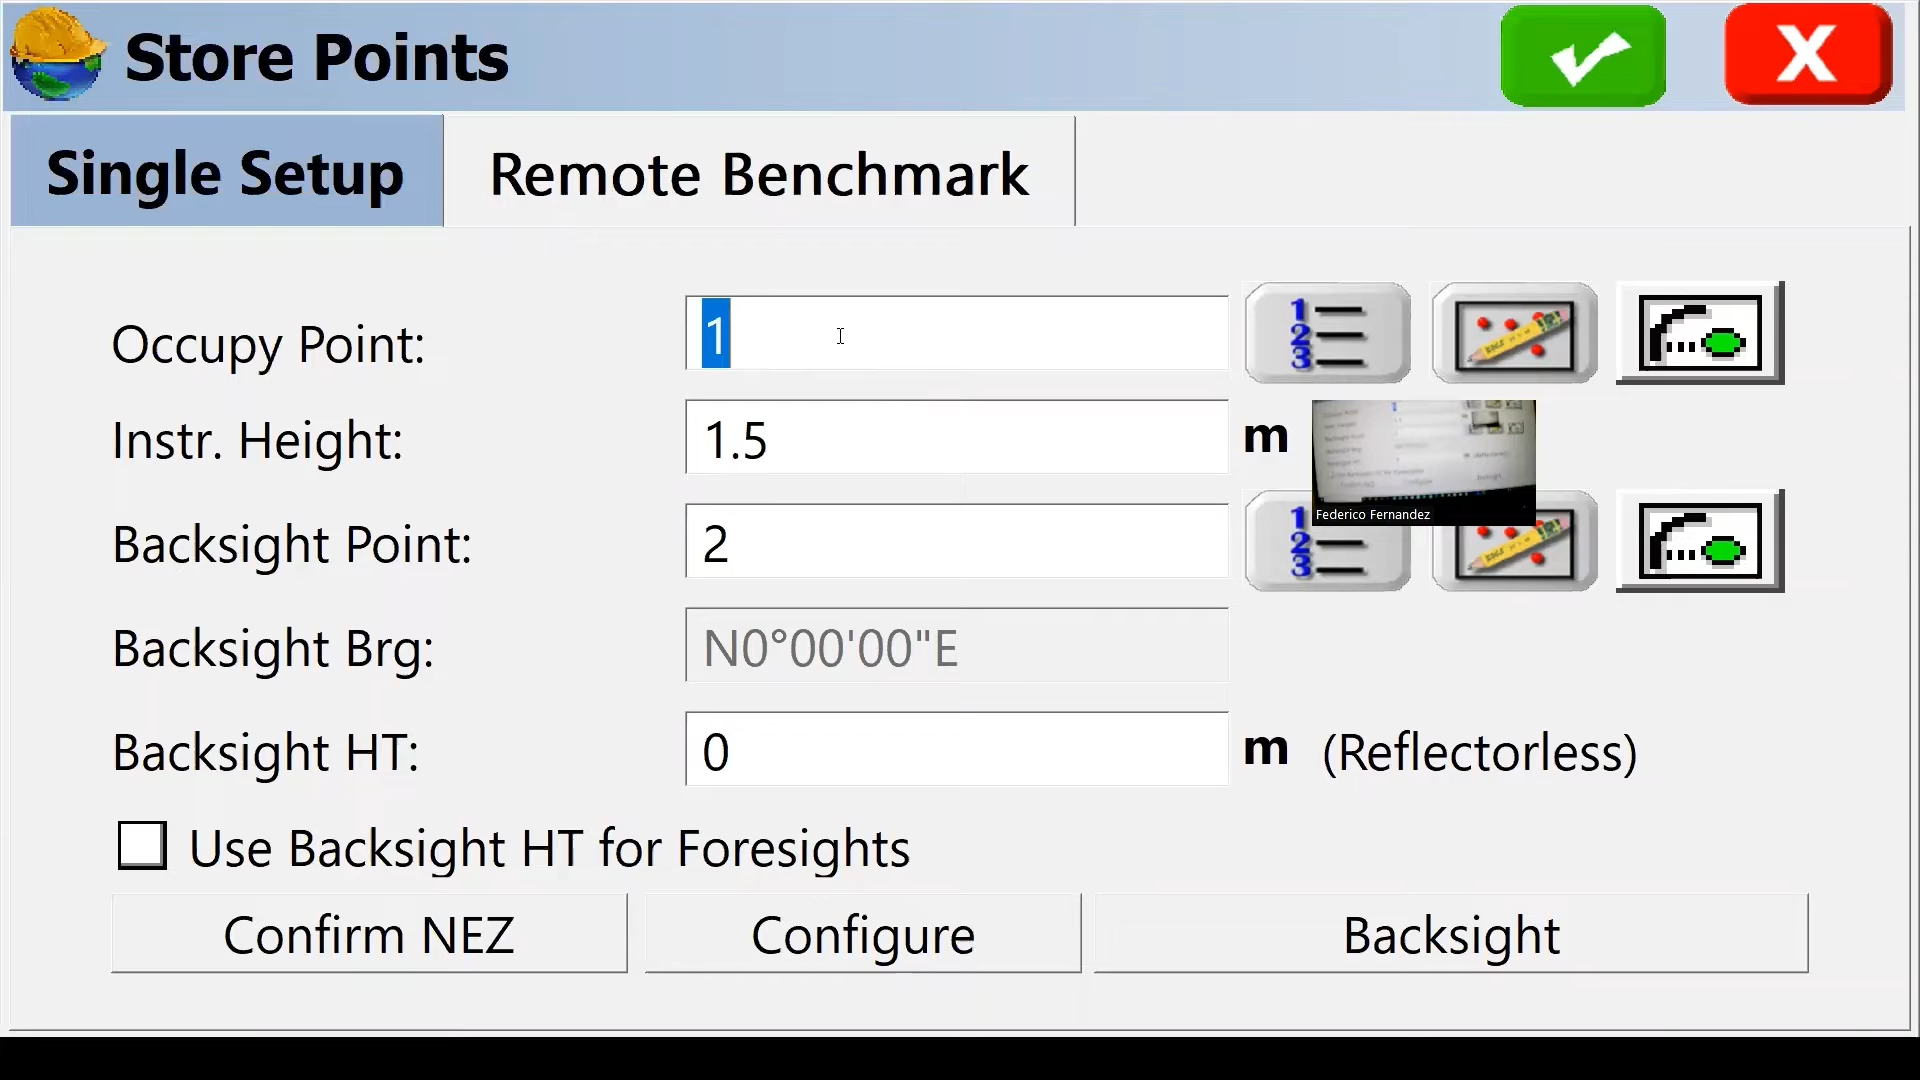 Store Points
Single Setup
Remote Benchmark
Occupy Point:
1
Instr. Height:
1.5
m
Federico Fernandez
Backsight Point:
2
Backsight Brg:
N0°00'00"E
Backsight HT:
0
m (Reflectorless)
Use Backsight HT for Foresights
Confirm NEZ
Configure
Backsight